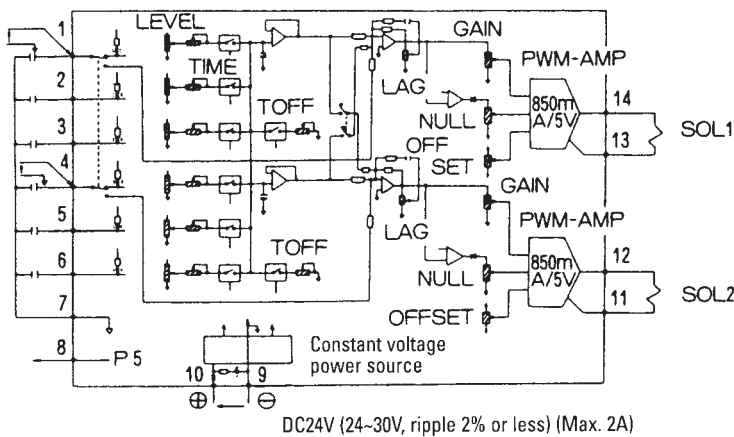 1
LEVEL
GAIN
PWM-AMP
TIME
2
LAG
850m
A/5V
14
TOFF
NULL
SOL1
3
13
OFF
SET
4
GAIN
PWM-AMP
LAG
5
TOFF
850m
A/5V
12
6
NULL
SOL2
11
7
OFFSET
8
P5
Constant voltage
power source
10
9
⊕
⊖
DC24V (24~30V, ripple 2% or less) (Max. 2A)